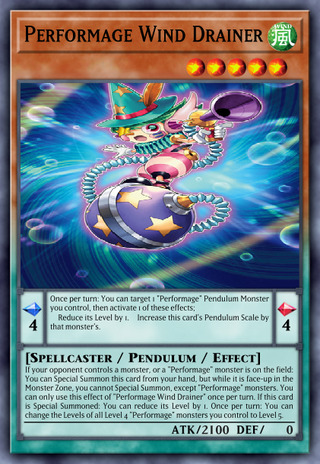 PERFORMAGE WIND DRAINER
WIND
風
Once per turn: You can target 1 "Performage" Pendulum Monster
you control, then activate 1 of these effects;
Reduce its Level by 1. Increase this card's Pendulum Scale by
that monster's.
4
4
[SPELLCASTER / PENDULUM / EFFECT]
If your opponent controls a monster, or a "Performage" monster is on the field:
You can Special Summon this card from your hand, but while it is face-up in the
Monster Zone, you cannot Special Summon, except "Performage" monsters. You
can only use this effect of "Performage Wind Drainer" once per turn. If this card
is Special Summoned: You can reduce its Level by 1. Once per turn: You can
change the Levels of all Level 4 "Performage" monsters you control to Level 5.
ATK/2100 DEF/ 0